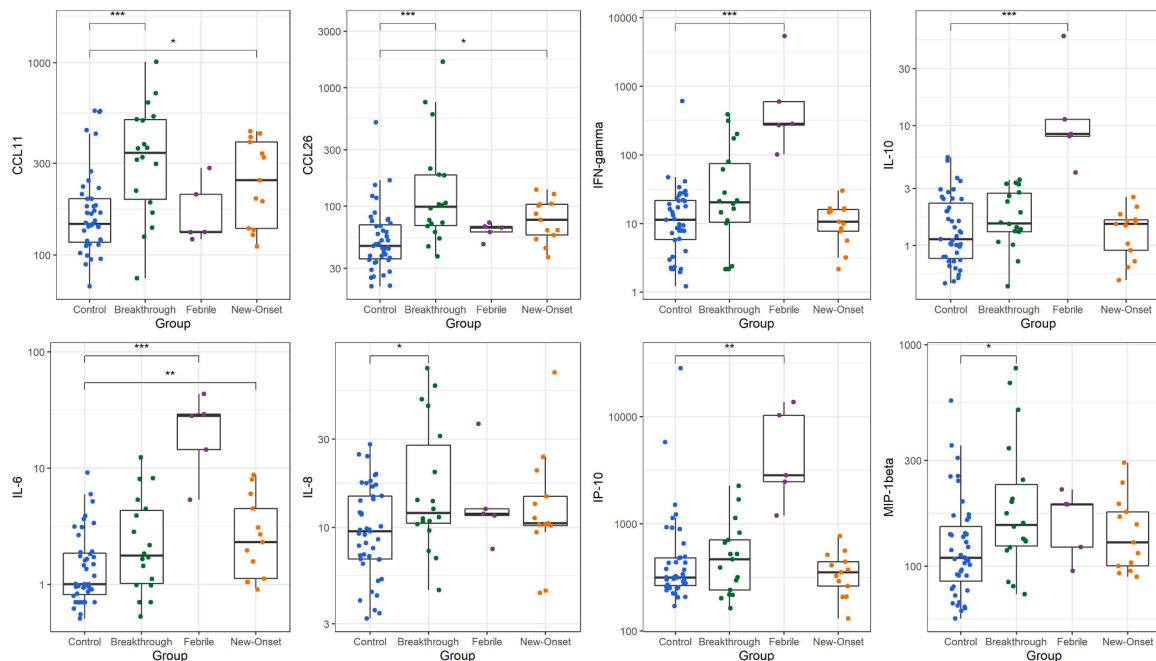 ***
*
CCL11
1000
300
100
Control Breakthrough Febrile New-Onset
Group
***
*
CCL26
3000
1000
300
100
30
Control Breakthrough Febrile New-Onset
Group
***
IFN-gamma
10000
1000
100
10
1
Control Breakthrough Febrile New-Onset
Group
***
IL-10
30
10
3
1
Control Breakthrough Febrile New-Onset
Group
***
**
IL-6
100
10
1
Control Breakthrough Febrile New-Onset
Group
*
IL-8
30
10
3
Control Breakthrough Febrile New-Onset
Group
**
IP-10
10000
1000
100
Control Breakthrough Febrile New-Onset
Group
*
MIP-1beta
1000
300
100
Control Breakthrough Febrile New-Onset
Group